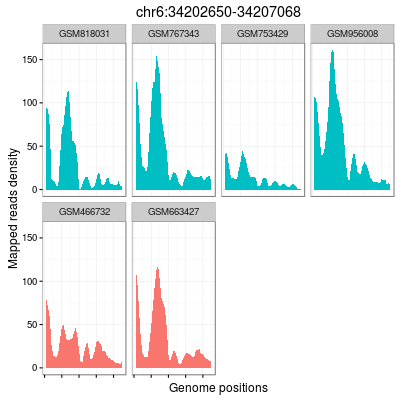 chr6:34202650-34207068
GSM818031 GSM767343 GSM753429 GSM956008
150
100
50
0
GSM466732 GSM663427
150
100
50
0
Mapped reads density
Genome positions